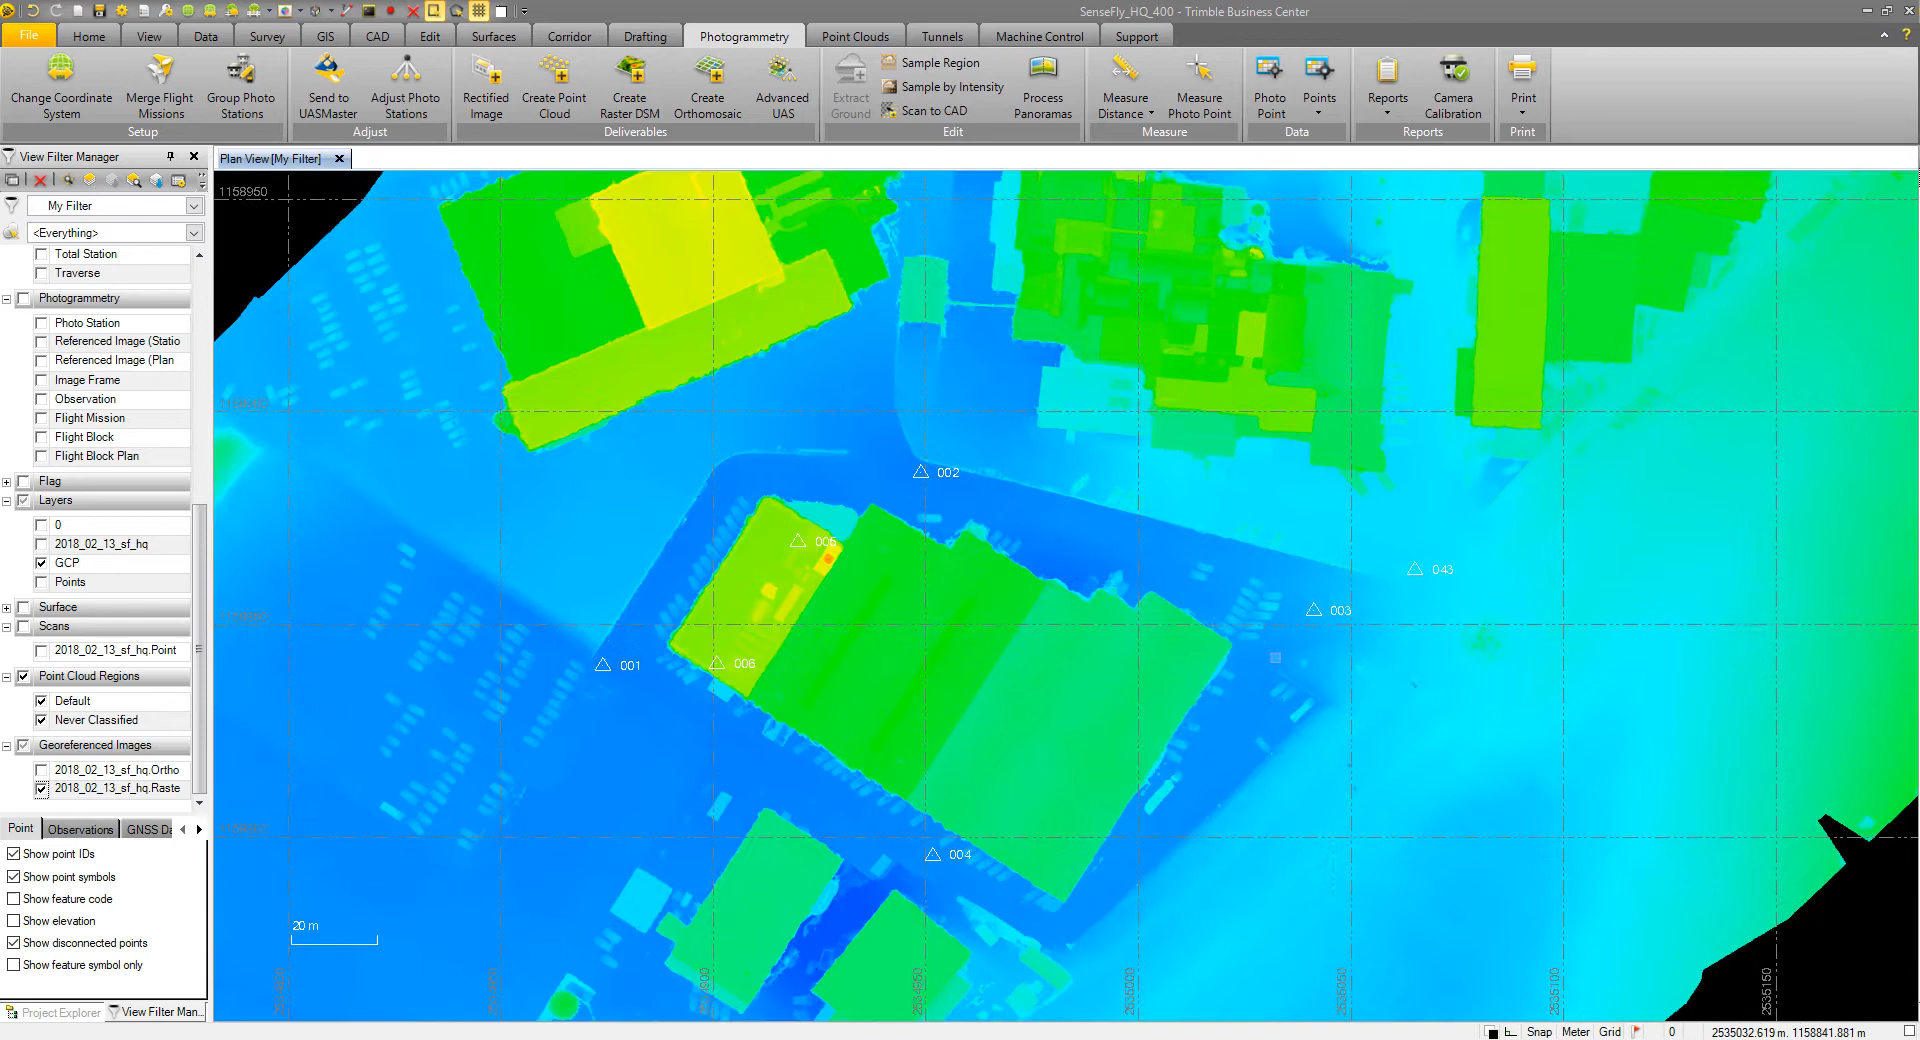 SenseFly_HQ_400 - Trimble Business Center
File
Home
View
Data
Survey
GIS
CAD
Edit
Surfaces
Corridor
Drafting
Photogrammetry
Point Clouds
Tunnels
Machine Control
Support
Change Coordinate System
Merge Flight Missions
Group Photo Stations
Setup
Send to UASMaster
Adjust Photo Stations
Adjust
Rectified Image
Create Point Cloud
Create Raster DSM
Create Orthomosaic
Advanced UAS
Deliverables
Extract Ground
Sample Region
Sample by Intensity
Scan to CAD
Process Panoramas
Edit
Measure Distance
Measure Photo Point
Measure
Photo Point
Points
Data
Reports
Camera Calibration
Reports
Print
Print
View Filter Manager
Plan View[My Filter]
My Filter
<Everything>
Total Station
Traverse
Photogrammetry
Photo Station
Referenced Image (Statio
Referenced Image (Plan
Image Frame
Observation
Flight Mission
Flight Block
Flight Block Plan
Flag
Layers
0
2018_02_13_sf_hq
GCP
Points
Surface
Scans
2018_02_13_sf_hq.Point
Point Cloud Regions
Default
Never Classified
Georeferenced Images
2018_02_13_sf_hq.Ortho
2018_02_13_sf_hq.Raste
Point
Observations
GNSS Da
Show point IDs
Show point symbols
Show feature code
Show elevation
Show disconnected points
Show feature symbol only
Project Explorer
View Filter Man...
1158950
002
005
043
003
001
006
004
20 m
2534900
2534950
2535000
2535050
2535100
2535150
Snap
Meter
Grid
0
2535032.619 m, 1158841.881 m